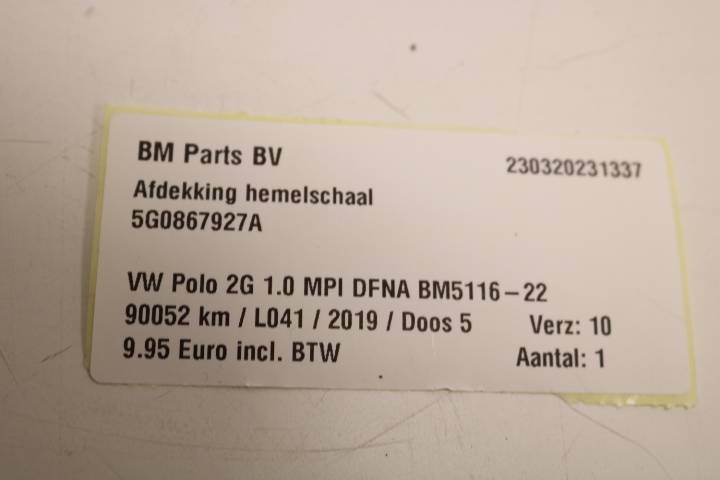 BM Parts BV 230320231337
Afdekking hemelschaal
5G0867927A
VW Polo 2G 1.0 MPI DFNA BM5116-22
90052 km / L041 / 2019 / Doos 5 Verz: 10
9.95 Euro incl. BTW Aantal: 1